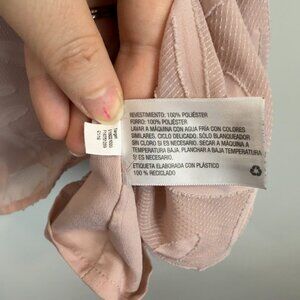 REVESTIMIENTO: 100% POLIÉSTER
FORRO: 100% POLIÉSTER
LAVAR A MÁQUINA CON AGUA FRÍA CON COLORES
SIMILARES, CICLO DELICADO. SÓLO BLANQUEADOR
SIN CLORO SI ES NECESARIO. SECAR A MÁQUINA A
TEMPERATURA BAJA. PLANCHAR A BAJA TEMPERATURA
SI ES NECESARIO.
ETIQUETA ELABORADA CON PLÁSTICO
100 % RECICLADO